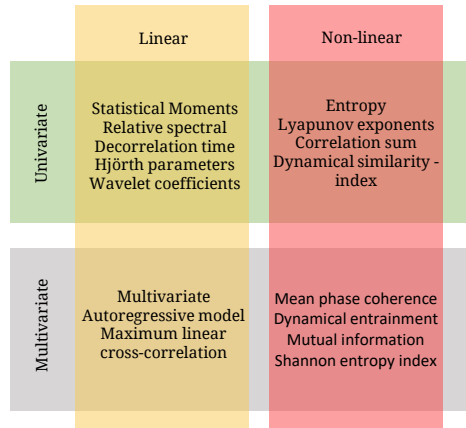 Linear
Non-linear
Univariate
Statistical Moments
Relative spectral
Decorrelation time
Hjörth parameters
Wavelet coefficients
Entropy
Lyapunov exponents
Correlation sum
Dynamical similarity -
index
Multivariate
Multivariate
Autoregressive model
Maximum linear
cross-correlation
Mean phase coherence
Dynamical entrainment
Mutual information
Shannon entropy index